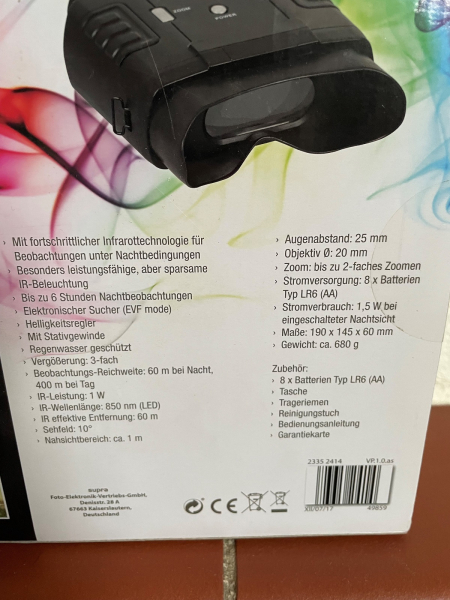 ZOOM
POWER
› Mit fortschrittlicher Infrarottechnologie für
Beobachtungen unter Nachtbedingungen
› Besonders leistungsfähige, aber sparsame
IR-Beleuchtung
› Bis zu 6 Stunden Nachtbeobachtungen
› Elektronischer Sucher (EVF mode)
› Helligkeitsregler
› Mit Stativgewinde
› Regenwasser geschützt
› Vergößerung: 3-fach
› Beobachtungs-Reichweite: 60 m bei Nacht,
400 m bei Tag
› IR-Leistung: 1 W
› IR-Wellenlänge: 850 nm (LED)
› IR effektive Entfernung: 60 m
› Sehfeld: 10°
› Nahsichtbereich: ca. 1 m
› Augenabstand: 25 mm
› Objektiv Ø: 20 mm
› Zoom: bis zu 2-faches Zoomen
› Stromversorgung: 8 x Batterien
Typ LR6 (AA)
› Stromverbrauch: 1,5 W bei
eingeschalteter Nachtsicht
› Maße: 190 x 145 x 60 mm
› Gewicht: ca. 680 g
Zubehör:
› 8 x Batterien Typ LR6 (AA)
› Tasche
› Trageriemen
› Reinigungstuch
› Bedienungsanleitung
› Garantiekarte
supra
Foto-Elektronik-Vertriebs-GmbH,
Denisstr. 28 A
67663 Kaiserslautern,
Deutschland
CE
2335 2414 VP.1.0.as
XII/07/17 49859